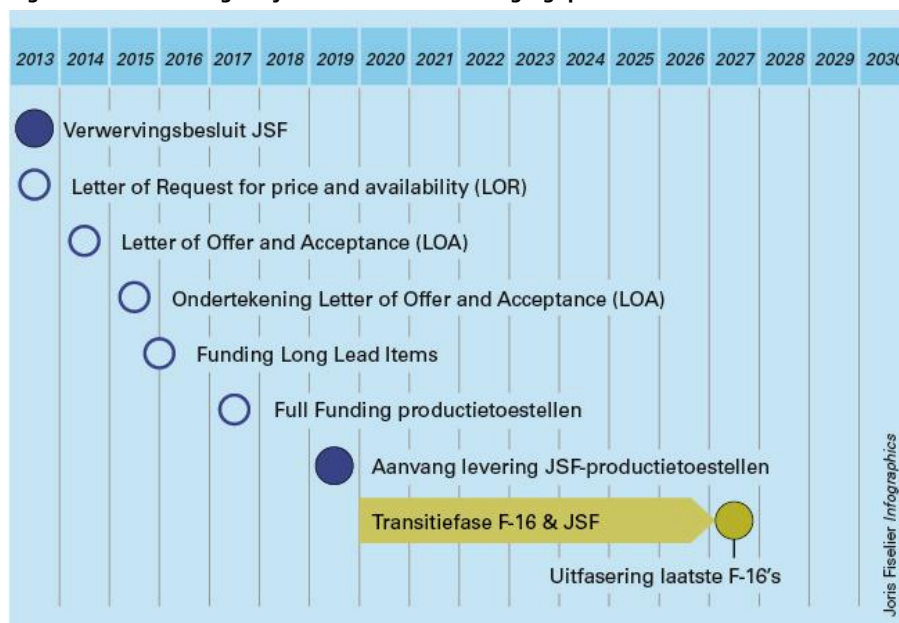 2013 2014 2015 2016 2017 2018 2019 2020 2021 2022 2023 2024 2025 2026 2027 2028 2029 2030
Verwervingsbesluit JSF
Letter of Request for price and availability (LOR)
Letter of Offer and Acceptance (LOA)
Ondertekening Letter of Offer and Acceptance (LOA)
Funding Long Lead Items
Full Funding productietoestellen
Aanvang levering JSF-productietoestellen
Transitiefase F-16 & JSF
Uitfasering laatste F-16's
Joris Fiselier Infographics